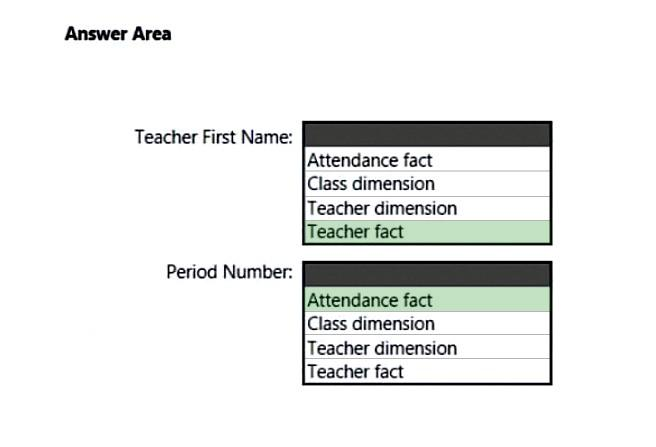 Answer Area
Teacher First Name:
Attendance fact
Class dimension
Teacher dimension
Teacher fact
Period Number:
Attendance fact
Class dimension
Teacher dimension
Teacher fact